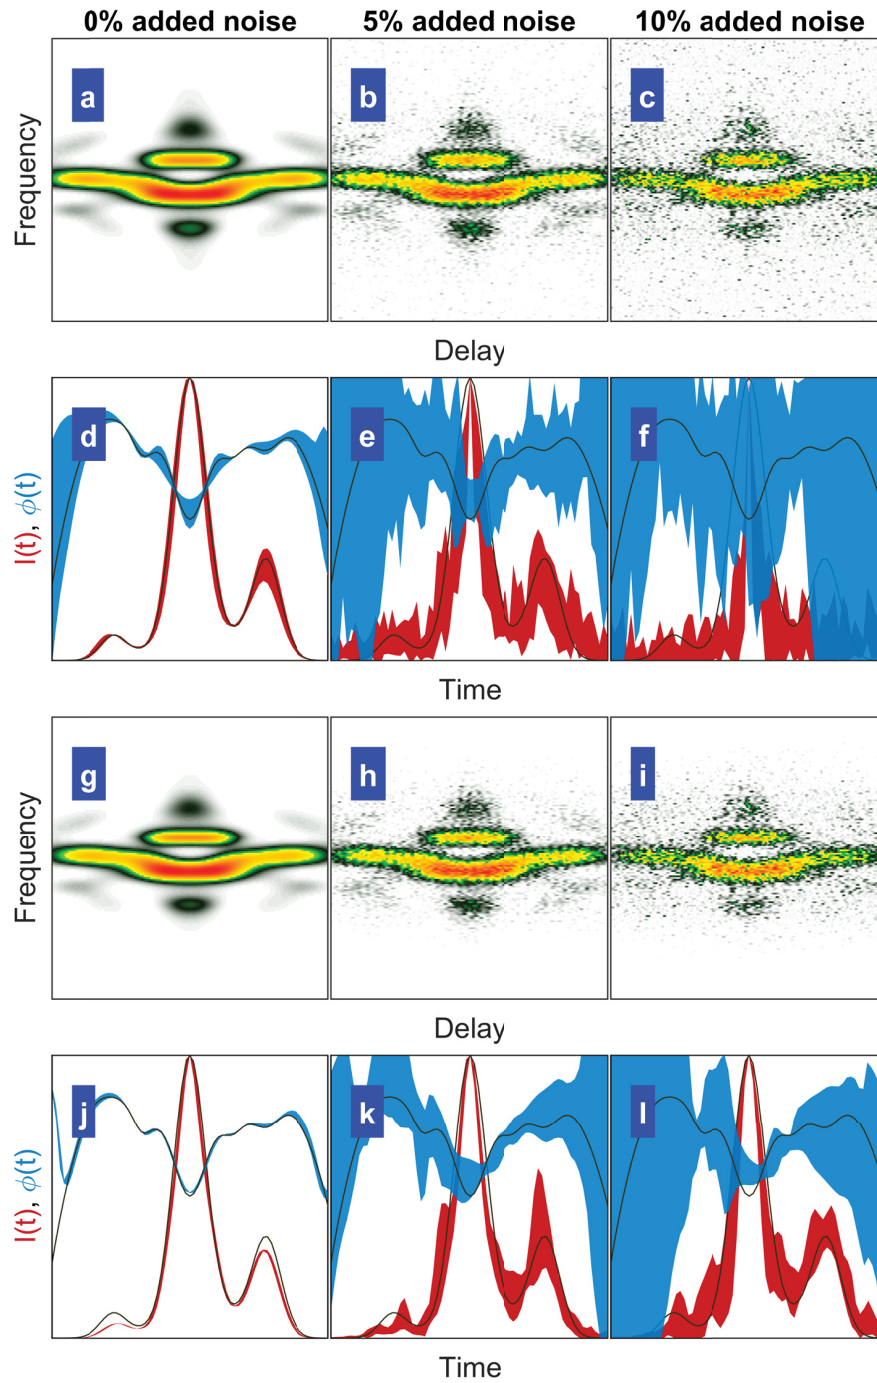 0% added noise 5% added noise 10% added noise
a b c
Frequency
Delay
d e f
I(t), ϕ(t)
Time
g h i
Frequency
Delay
j k l
I(t), ϕ(t)
Time